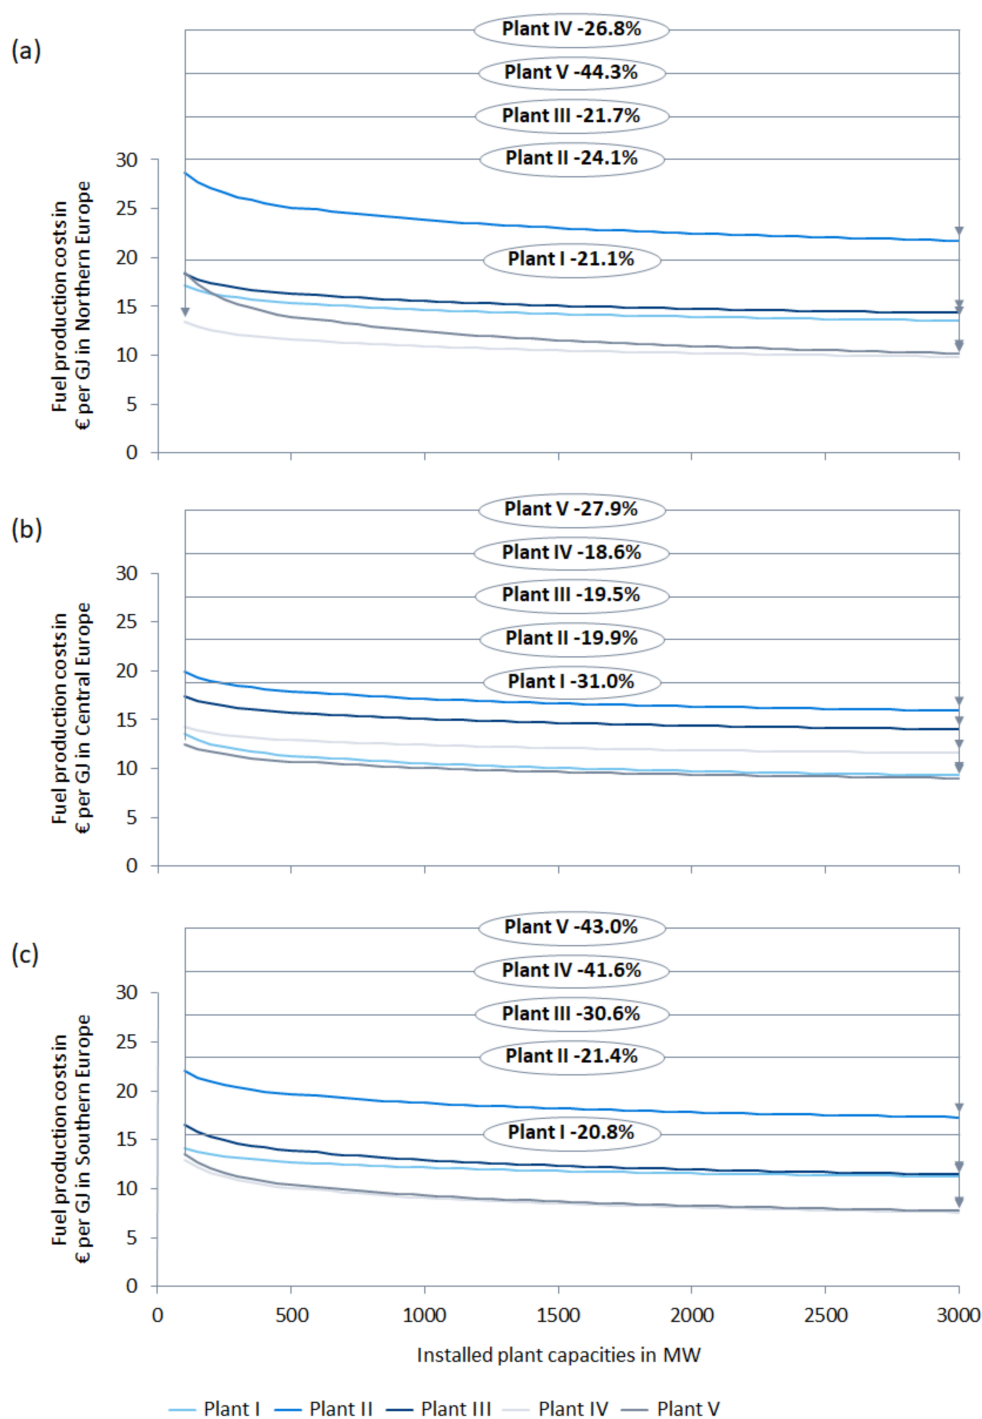 (a)
Plant IV -26.8%
Plant V -44.3%
Plant III -21.7%
Plant II -24.1%
Plant I -21.1%
Fuel production costs in
€ per GJ in Northern Europe
30
25
20
15
10
5
0
(b)
Plant V -27.9%
Plant IV -18.6%
Plant III -19.5%
Plant II -19.9%
Plant I -31.0%
Fuel production costs in
€ per GJ in Central Europe
30
25
20
15
10
5
0
(c)
Plant V -43.0%
Plant IV -41.6%
Plant III -30.6%
Plant II -21.4%
Plant I -20.8%
Fuel production costs in
€ per GJ in Southern Europe
30
25
20
15
10
5
0
0 500 1000 1500 2000 2500 3000
Installed plant capacities in MW
Plant I Plant II Plant III Plant IV Plant V